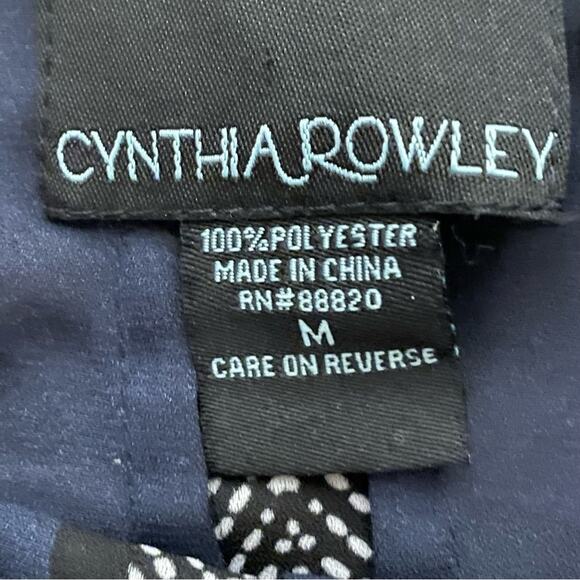 CYNTHIA ROWLEY
100%POLYESTER
MADE IN CHINA
RN#88820
M
CARE ON REVERSE